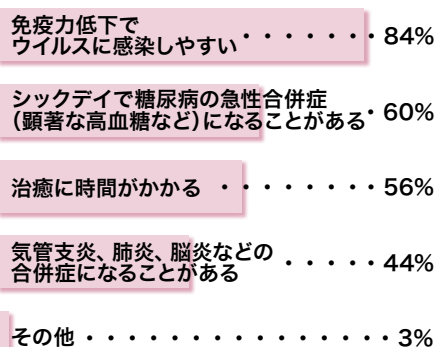 免疫力低下で
ウイルスに感染しやすい・・・・・・・84%
シックデイで糖尿病の急性合併症
（顕著な高血糖など）になることがある・60%
治癒に時間がかかる ・・・・・・・・56%
気管支炎、肺炎、脳炎などの
合併症になることがある ・・・・・44%
その他・・・・・・・・・・・・・・・3%